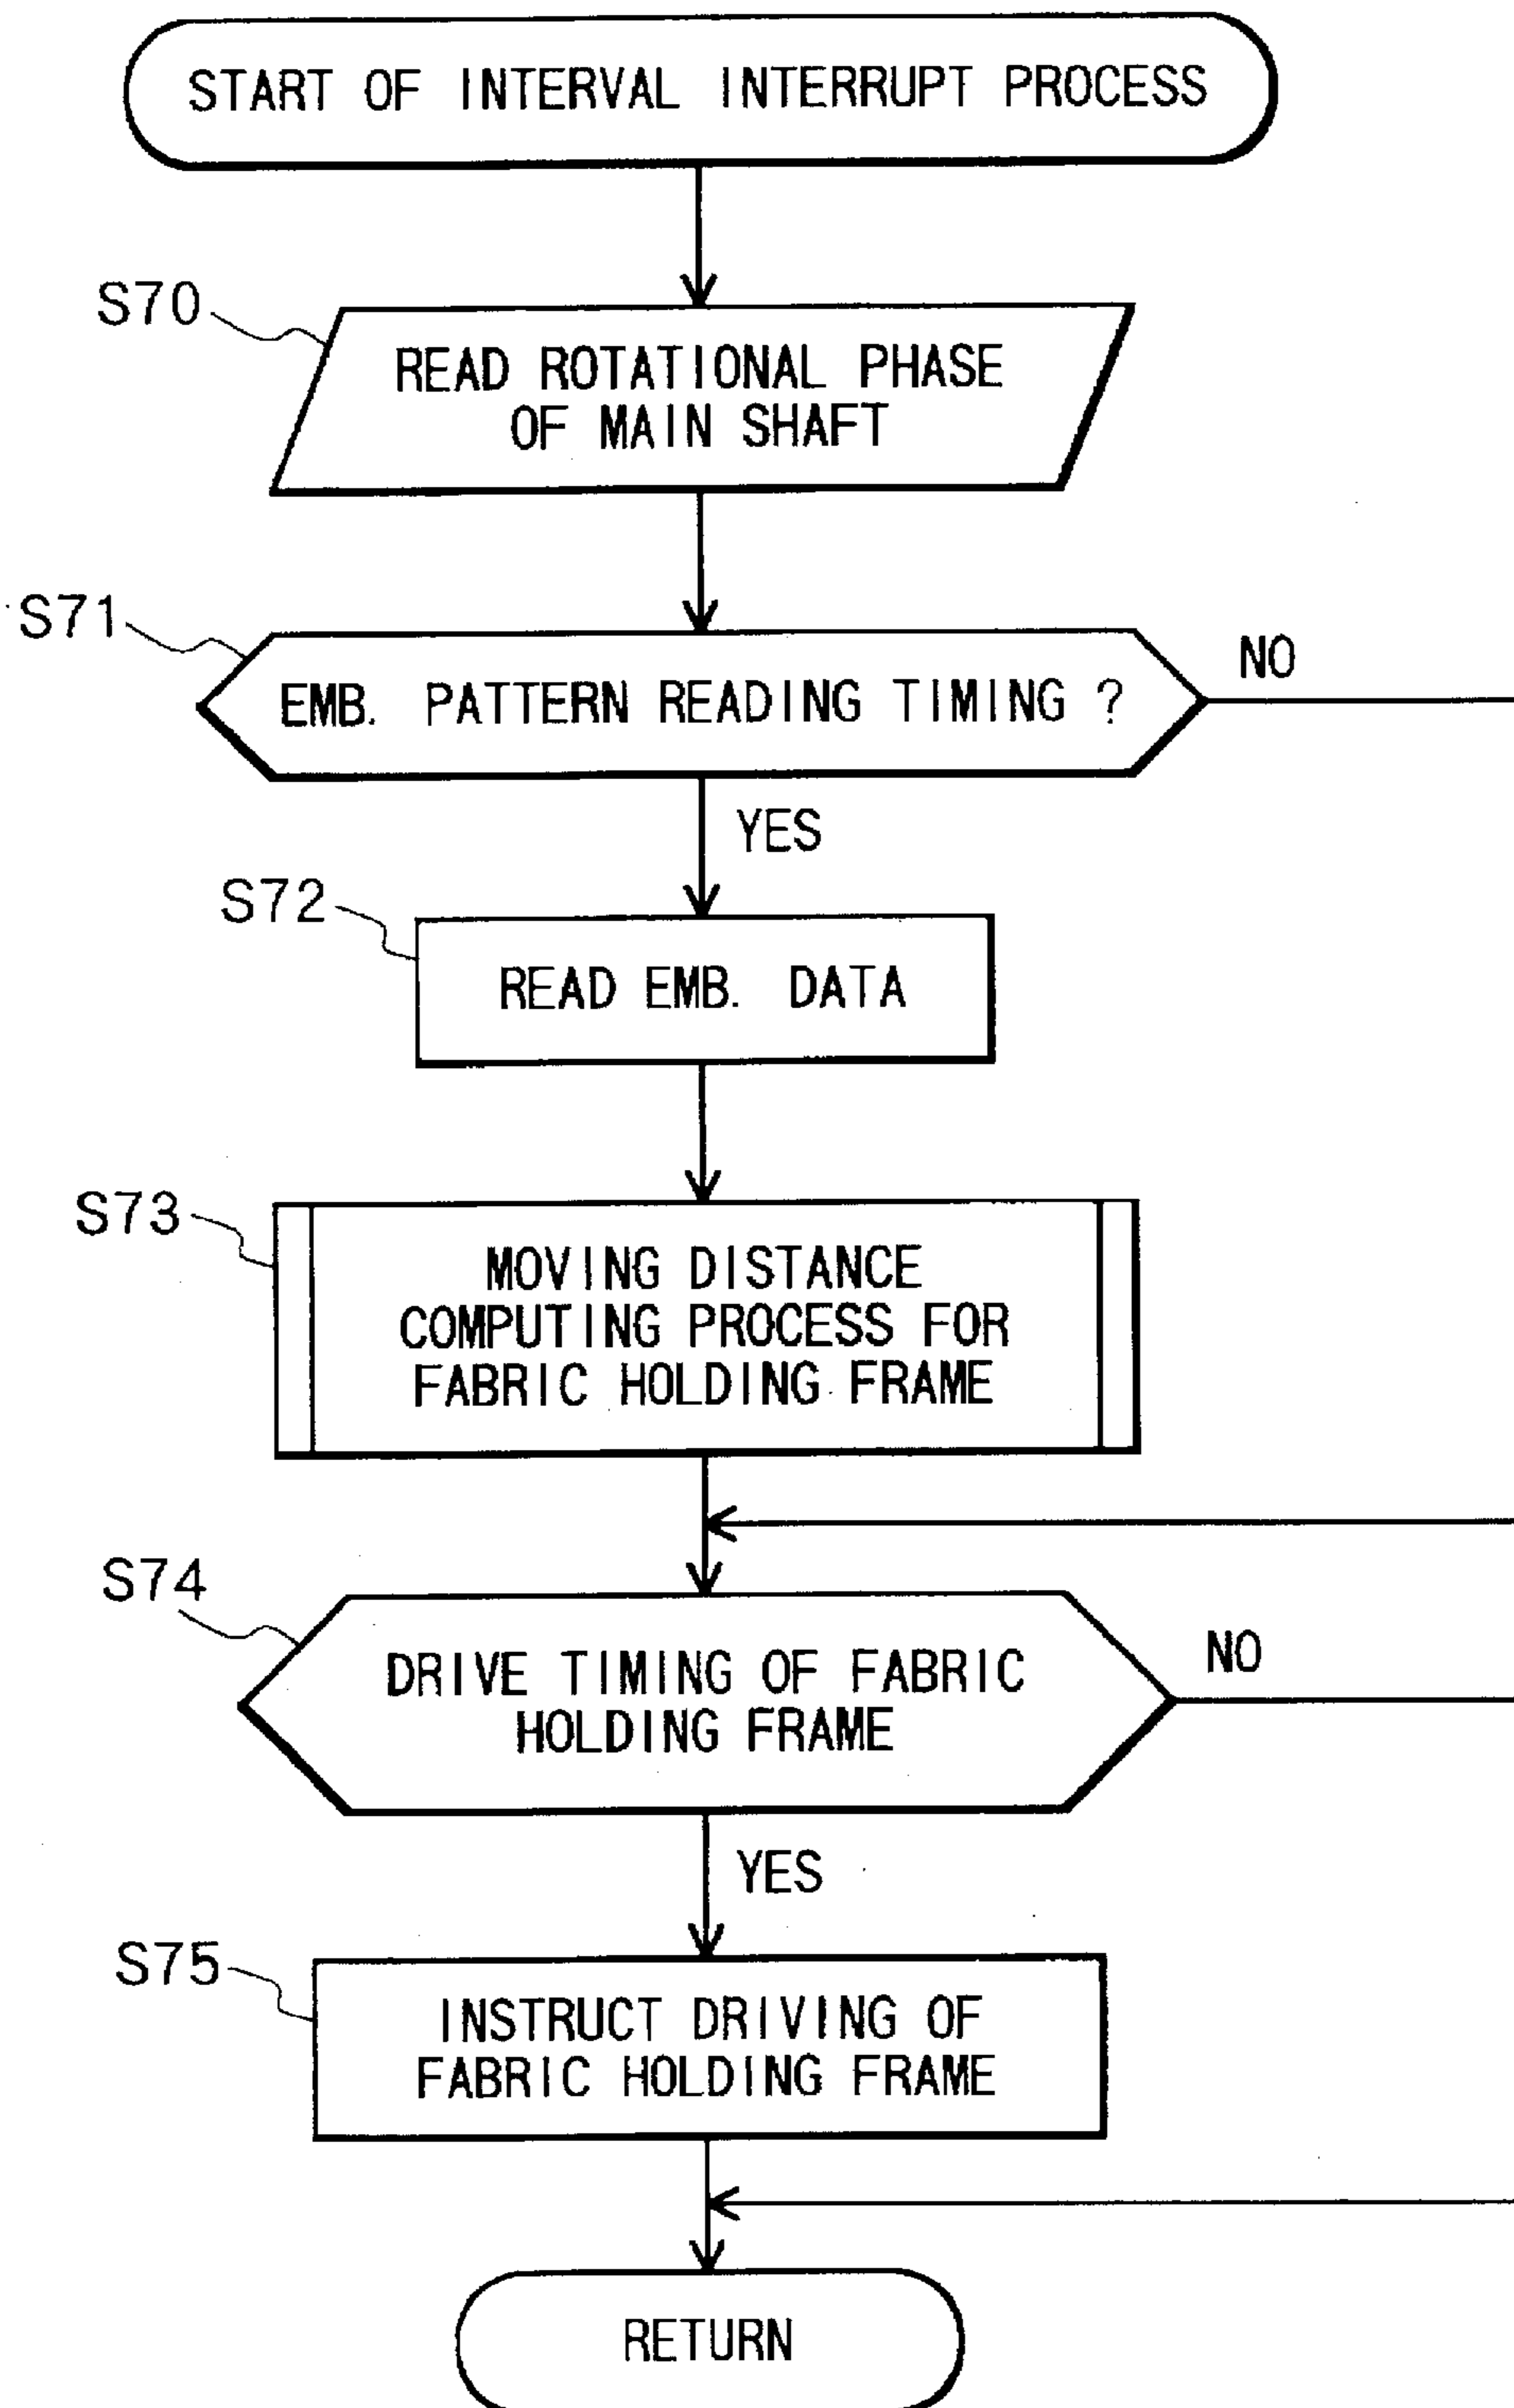 START OF INTERVAL INTERRUPT PROCESS
S70
READ ROTATIONAL PHASE
OF MAIN SHAFT
S71
EMB. PATTERN READING TIMING ?
NO
YES
S72
READ EMB. DATA
S73
MOVING DISTANCE
COMPUTING PROCESS FOR
FABRIC HOLDING FRAME
S74
DRIVE TIMING OF FABRIC
HOLDING FRAME
NO
YES
S75
INSTRUCT DRIVING OF
FABRIC HOLDING FRAME
RETURN